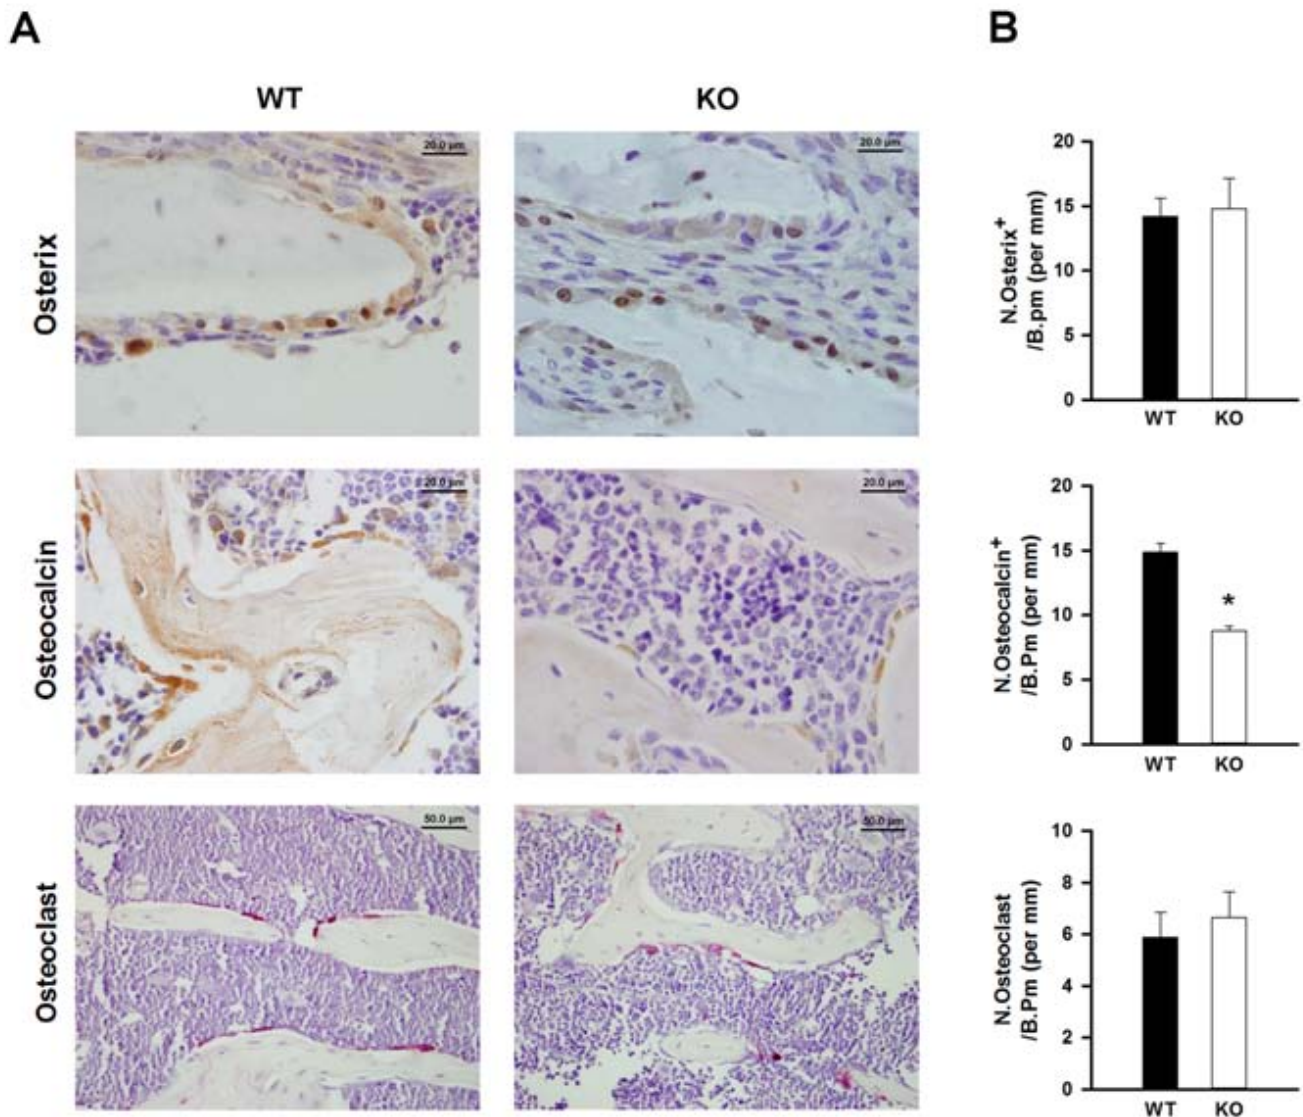 A
B
WT
KO
Osterix
20.0 µm
20.0 µm
N.Osterix+
/B.pm (per mm)
20
15
10
5
0
WT
KO
Osteocalcin
20.0 µm
20.0 µm
N.Osteocalcin+
/B.Pm (per mm)
20
15
10
5
0
*
WT
KO
Osteoclast
50.0 µm
50.0 µm
N.Osteoclast
/B.Pm (per mm)
10
8
6
4
2
0
WT
KO